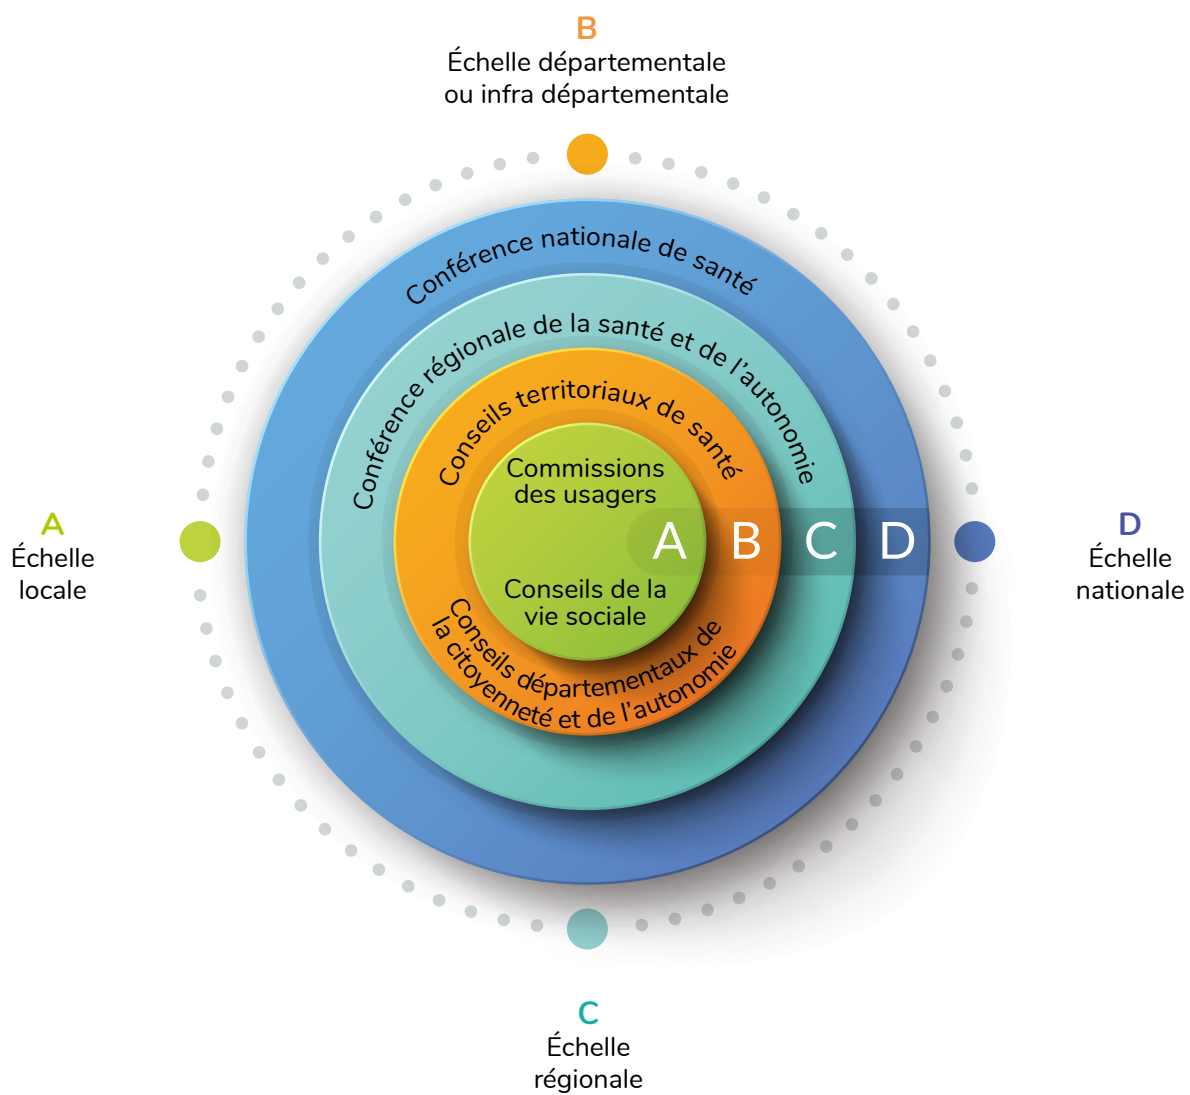 B
Échelle départementale
ou infra départementale
Conférence nationale de santé
Conférence régionale de la santé et de l’autonomie
Conseils territoriaux de santé
Commissions
des usagers
A B C D
Conseils de la
vie sociale
Conseils départementaux de
la citoyenneté et de l’autonomie
A
Échelle
locale
D
Échelle
nationale
C
Échelle
régionale